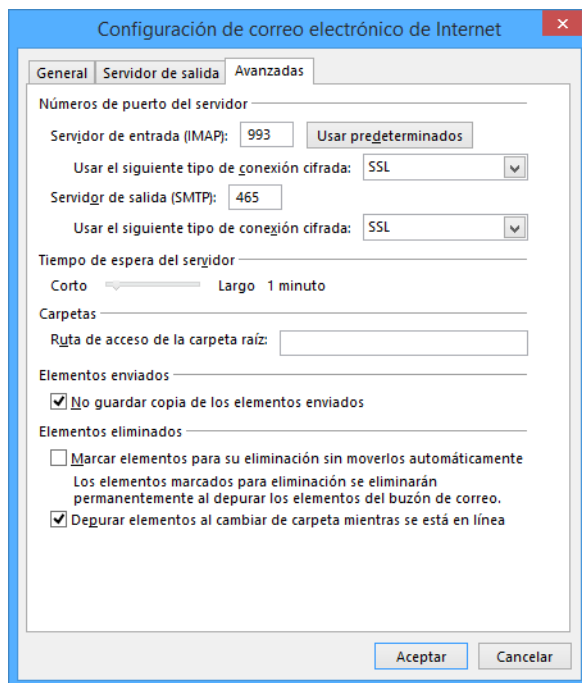 Configuración de correo electrónico de Internet
General Servidor de salida Avanzadas
Números de puerto del servidor
Servidor de entrada (IMAP): 993 Usar predeterminados
Usar el siguiente tipo de conexión cifrada: SSL
Servidor de salida (SMTP): 465
Usar el siguiente tipo de conexión cifrada: SSL
Tiempo de espera del servidor
Corto Largo 1 minuto
Carpetas
Ruta de acceso de la carpeta raíz:
Elementos enviados
No guardar copia de los elementos enviados
Elementos eliminados
Marcar elementos para su eliminación sin moverlos automáticamente
Los elementos marcados para eliminación se eliminarán
permanentemente al depurar los elementos del buzón de correo.
Depurar elementos al cambiar de carpeta mientras se está en línea
Aceptar Cancelar